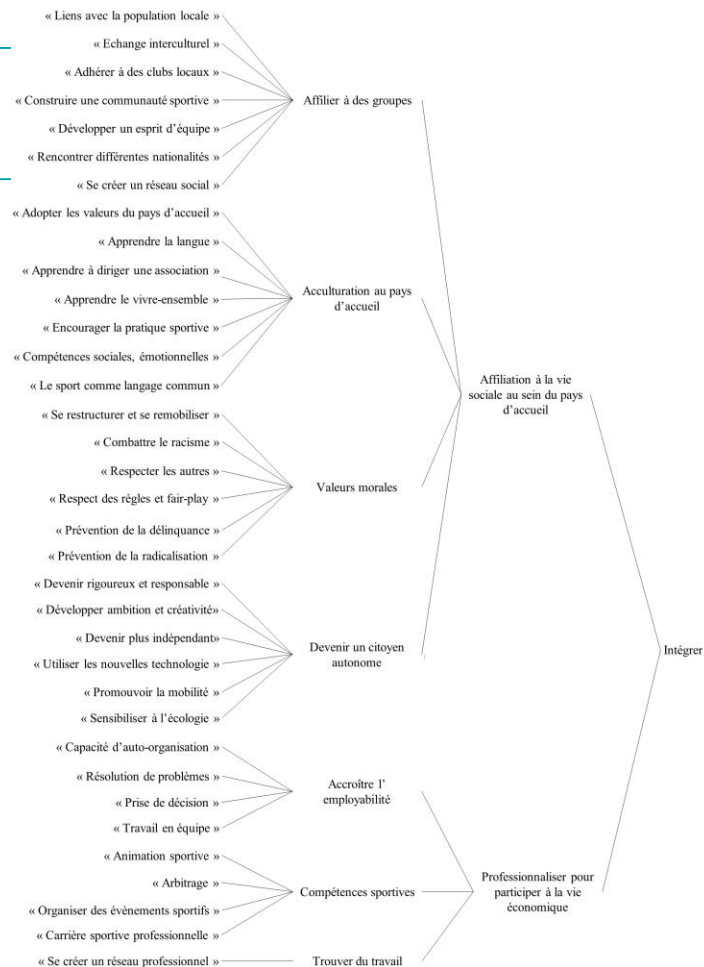 « Liens avec la population locale »
« Echange interculturel »
« Adhérer à des clubs locaux »
« Construire une communauté sportive »
« Développer un esprit d’équipe »
« Rencontrer différentes nationalités »
« Se créer un réseau social »
Affilier à des groupes
« Adopter les valeurs du pays d’accueil »
« Apprendre la langue »
« Apprendre à diriger une association »
« Apprendre le vivre-ensemble »
« Encourager la pratique sportive »
« Compétences sociales, émotionnelles »
« Le sport comme langage commun »
Acculturation au pays
d’accueil
« Se restructurer et se remobiliser »
« Combattre le racisme »
« Respecter les autres »
« Respect des règles et fair-play »
« Prévention de la délinquance »
« Prévention de la radicalisation »
Valeurs morales
« Devenir rigoureux et responsable »
« Développer ambition et créativité»
« Devenir plus indépendant»
« Utiliser les nouvelles technologie »
« Promouvoir la mobilité »
« Sensibiliser à l’écologie »
Devenir un citoyen
autonome
Affiliation à la vie
sociale au sein du pays
d’accueil
« Capacité d’auto-organisation »
« Résolution de problèmes »
« Prise de décision »
« Travail en équipe »
Accroître l’
employabilité
« Animation sportive »
« Arbitrage »
« Organiser des évènements sportifs »
« Carrière sportive professionnelle »
Compétences sportives
« Se créer un réseau professionnel »
Trouver du travail
Professionnaliser pour
participer à la vie
économique
Intégrer